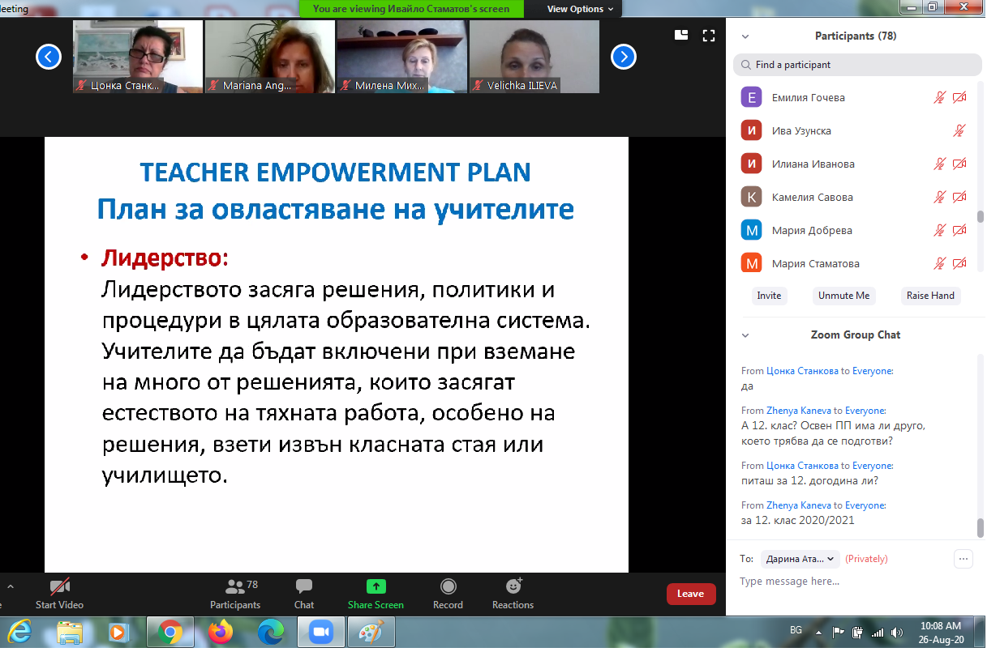 leeting
You are viewing Ивайло Стаматов's screen
View Options
Цонка Станк...
Mariana Ang...
Милена Мих...
Velichka ILIEVA
TEACHER EMPOWERMENT PLAN
План за овластяване на учителите
• Лидерство:
Лидерството засяга решения, политики и
процедури в цялата образователна система.
Учителите да бъдат включени при вземане
на много от решенията, които засягат
естеството на тяхната работа, особено на
решения, взети извън класната стая или
училището.
Participants (78)
Find a participant
E Емилия Гочева
И Ива Узунска
И Илиана Иванова
К Камелия Савова
М Мария Добрева
М Мария Стаматова
Invite
Unmute Me
Raise Hand
Zoom Group Chat
From Цонка Станкова to Everyone:
да
From Zhenya Kaneva to Everyone:
А 12. клас? Освен ПП има ли друго,
което трябва да се подготви?
From Цонка Станкова to Everyone:
питаш за 12. догодина ли?
From Zhenya Kaneva to Everyone:
за 12. клас 2020/2021
To: Дарина Ата... (Privately)
Type message here...
e
Start Video
78
Participants
Chat
Share Screen
Record
Reactions
Leave
BG
10:08 AM
26-Aug-20